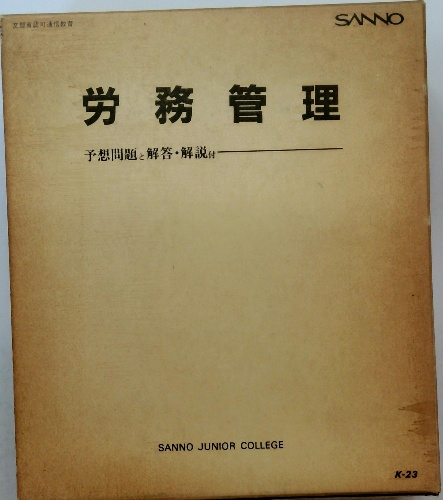 文部省認可通信教育
SANNO
労務管理
予想問題と解答・解説付
SANNO JUNIOR COLLEGE
K-23